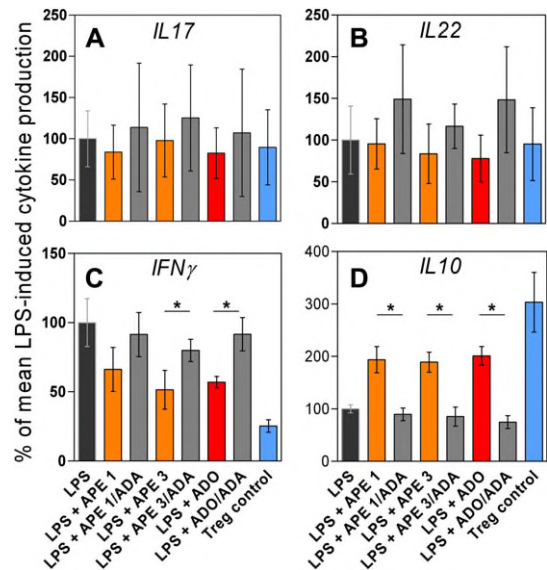 % of mean LPS-induced cytokine production
A
IL17
250
200
150
100
50
0
B
IL22
250
200
150
100
50
0
C
IFNγ
150
100
50
0
*
*
D
IL10
400
300
200
100
0
*
*
*
LPS
LPS + APE 1
LPS + APE 1/ADA
LPS + APE 3
LPS + APE 3/ADA
LPS + ADO
LPS + ADO/ADA
Treg control
LPS
LPS + APE 1
LPS + APE 1/ADA
LPS + APE 3
LPS + APE 3/ADA
LPS + ADO
LPS + ADO/ADA
Treg control